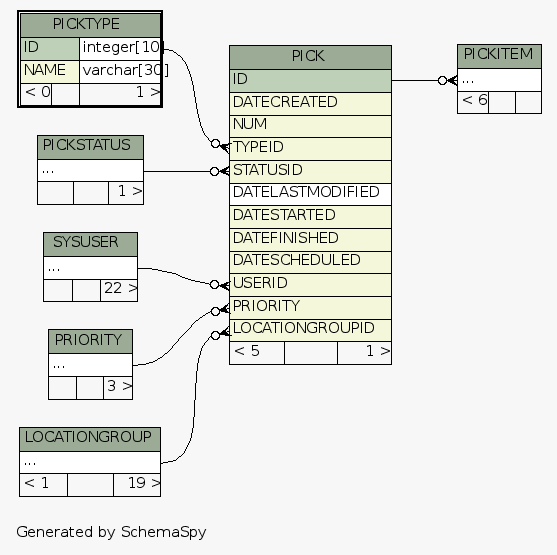 PICKTYPE
ID integer[10]
NAME varchar[30]
< 0 1 >
PICKSTATUS
...
1 >
SYSUSER
...
22 >
PRIORITY
...
3 >
LOCATIONGROUP
...
< 1 19 >
PICK
ID
DATECREATED
NUM
TYPEID
STATUSID
DATELASTMODIFIED
DATESTARTED
DATEFINISHED
DATESCHEDULED
USERID
PRIORITY
LOCATIONGROUPID
< 5 1 >
PICKITEM
...
< 6
Generated by SchemaSpy